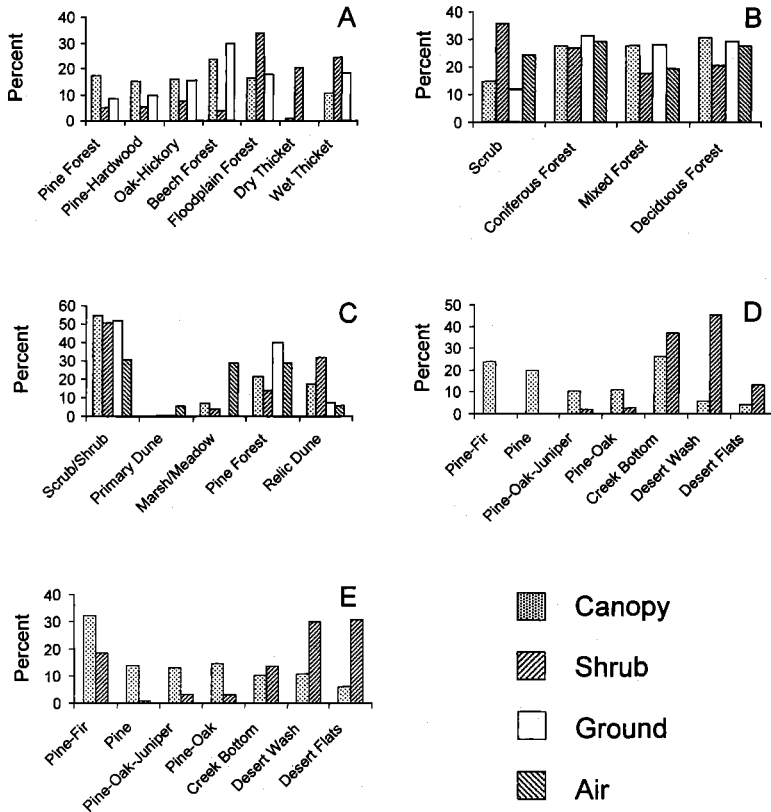 A
Percent
40
30
20
10
0
Pine Forest
Pine-Hardwood
Oak-Hickory
Beech Forest
Floodplain Forest
Dry Thicket
Wet Thicket
B
Percent
40
30
20
10
0
Scrub
Coniferous Forest
Mixed Forest
Deciduous Forest
C
Percent
60
50
40
30
20
10
0
Scrub/Shrub
Primary Dune
Marsh/Meadow
Pine Forest
Relic Dune
D
Percent
50
40
30
20
10
0
Pine-Fir
Pine
Pine-Oak-Juniper
Pine-Oak
Creek Bottom
Desert Wash
Desert Flats
E
Percent
40
30
20
10
0
Pine-Fir
Pine
Pine-Oak-Juniper
Pine-Oak
Creek Bottom
Desert Wash
Desert Flats
Canopy
Shrub
Ground
Air